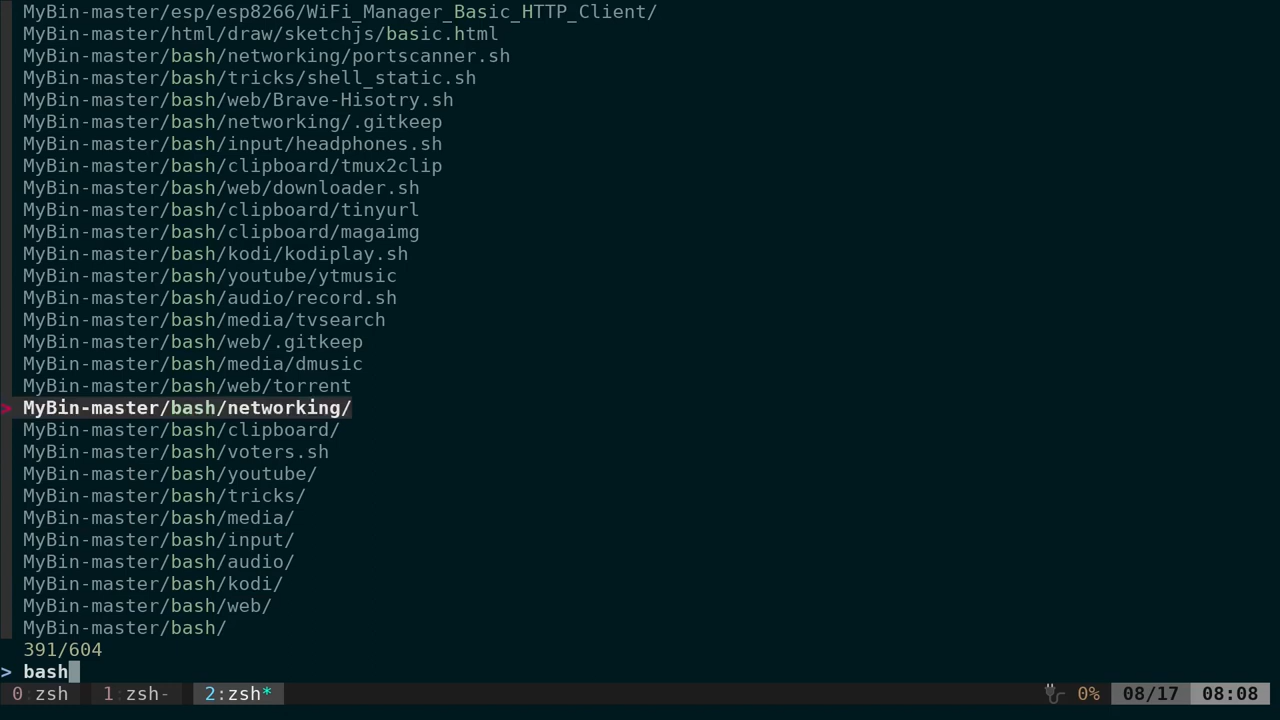 MyBin-master/esp/esp8266/WiFi_Manager_Basic_HTTP_Client/
MyBin-master/html/draw/sketchjs/basic.html
MyBin-master/bash/networking/portscanner.sh
MyBin-master/bash/tricks/shell_static.sh
MyBin-master/bash/web/Brave-Hisotry.sh
MyBin-master/bash/networking/.gitkeep
MyBin-master/bash/input/headphones.sh
MyBin-master/bash/clipboard/tmux2clip
MyBin-master/bash/web/downloader.sh
MyBin-master/bash/clipboard/tinyurl
MyBin-master/bash/clipboard/magaimg
MyBin-master/bash/kodi/kodiplay.sh
MyBin-master/bash/youtube/ytmusic
MyBin-master/bash/audio/record.sh
MyBin-master/bash/media/tvsearch
MyBin-master/bash/web/.gitkeep
MyBin-master/bash/media/dmusic
MyBin-master/bash/web/torrent
> MyBin-master/bash/networking/
MyBin-master/bash/clipboard/
MyBin-master/bash/voters.sh
MyBin-master/bash/youtube/
MyBin-master/bash/tricks/
MyBin-master/bash/media/
MyBin-master/bash/input/
MyBin-master/bash/audio/
MyBin-master/bash/kodi/
MyBin-master/bash/web/
MyBin-master/bash/
391/604
> bash
0:zsh 1:zsh- 2:zsh* 0% 08/17 08:08